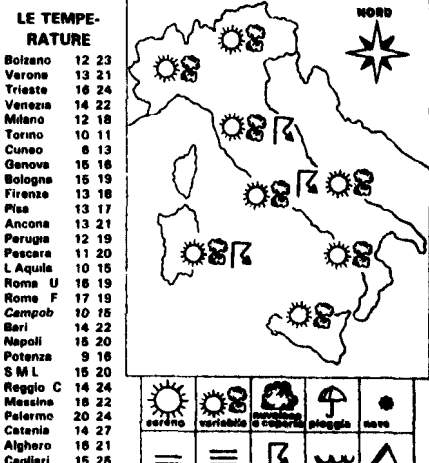 LE TEMPE-
RATURE
Bolzano 12 23
Verona 13 21
Trieste 16 24
Venezia 14 22
Milano 12 18
Torino 10 11
Cuneo 6 13
Genova 15 16
Bologna 15 19
Firenze 13 18
Pisa 13 17
Ancona 13 21
Perugia 12 19
Pescara 11 20
L Aquila 10 15
Roma U 16 19
Roma F 17 19
Campob 10 15
Bari 14 22
Napoli 15 20
Potenza 9 16
S M L 15 20
Reggio C 14 24
Messina 18 22
Palermo 20 24
Catania 14 27
Alghero 16 21
Cagliari 15 25
NORD
sereno variabile nuvoloso o coperto pioggia neve